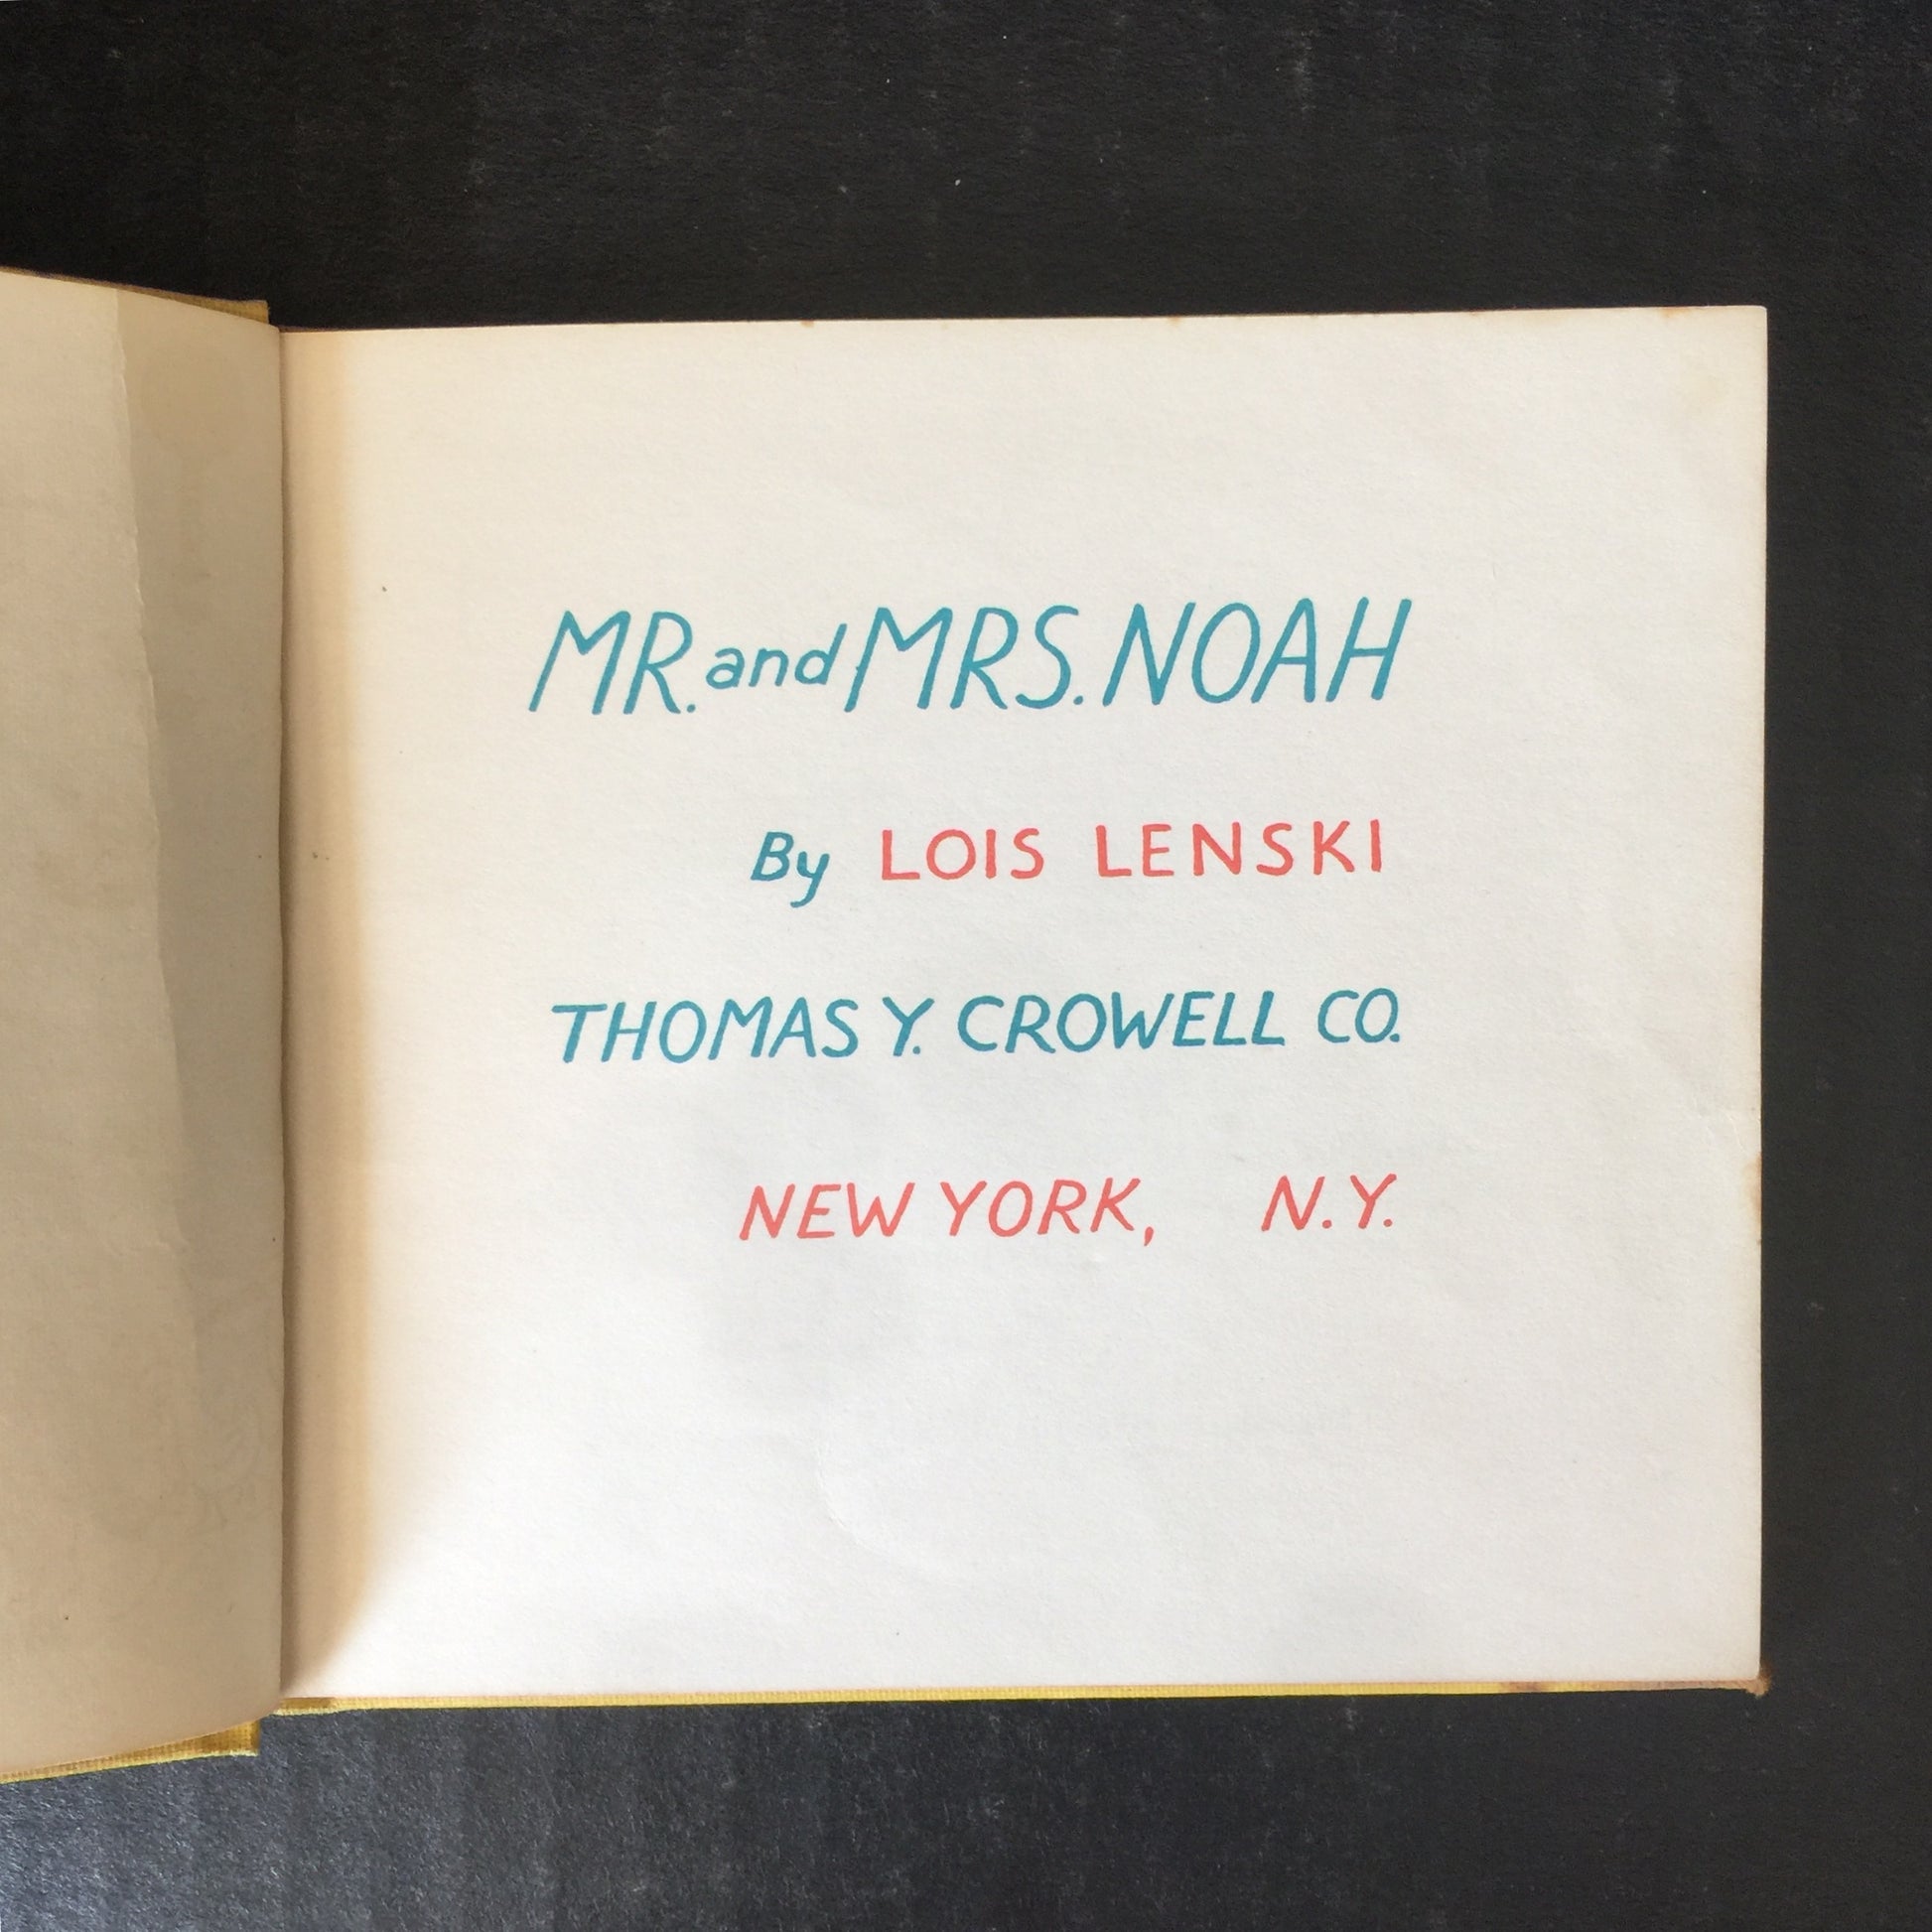 MR. and MRS. NOAH
By LOIS LENSKI
THOMAS Y. CROWELL CO.
NEW YORK, N.Y.